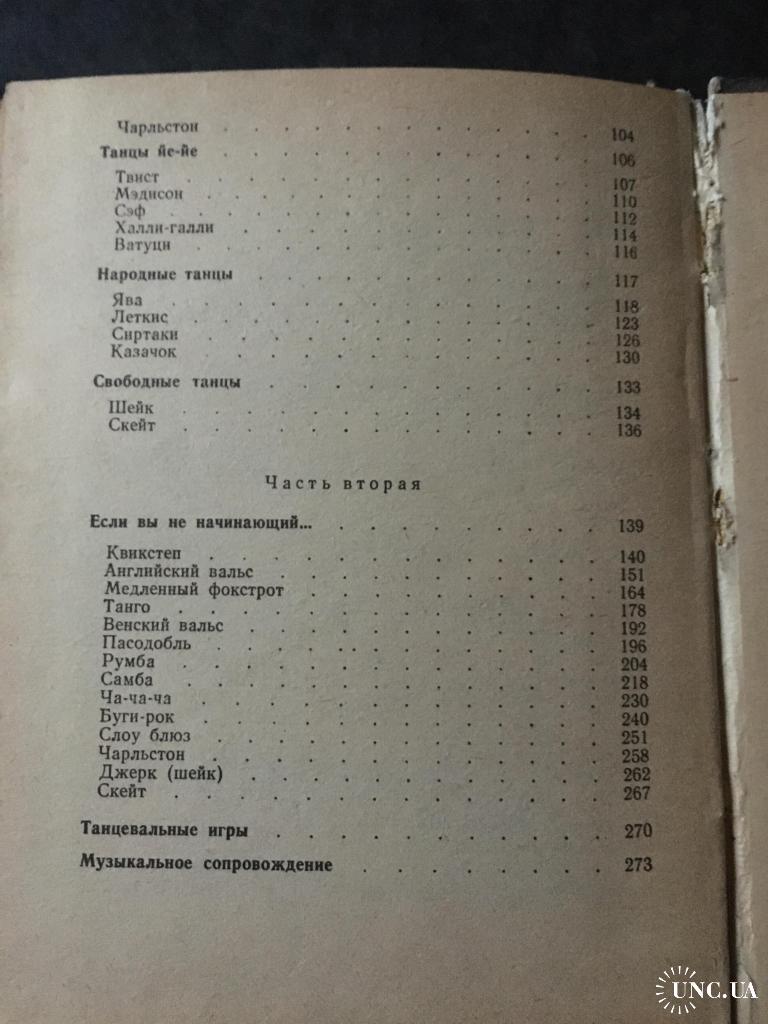 Чарльстон . . . . . . . . . . . . 104
Танцы йе-йе . . . . . . . . . . . . 106
Твист . . . . . . . . . . . . 107
Мэдисон . . . . . . . . . . . . 110
Сэф . . . . . . . . . . . . 112
Халли-галли . . . . . . . . . . . 114
Ватуци . . . . . . . . . . . . 116
Народные танцы . . . . . . . . . . 117
Ява . . . . . . . . . . . . 118
Леткис . . . . . . . . . . . . 123
Сиртаки . . . . . . . . . . . . 126
Казачок . . . . . . . . . . . . 130
Свободные танцы . . . . . . . . . . 133
Шейк . . . . . . . . . . . . 134
Скейт . . . . . . . . . . . . 136
Часть вторая
Если вы не начинающий... . . . . . . . . 139
Квикстеп . . . . . . . . . . . 140
Английский вальс . . . . . . . . . 151
Медленный фокстрот . . . . . . . . 164
Танго . . . . . . . . . . . . 178
Венский вальс . . . . . . . . . . 192
Пасодобль . . . . . . . . . . . 196
Румба . . . . . . . . . . . . 204
Самба . . . . . . . . . . . . 218
Ча-ча-ча . . . . . . . . . . . 230
Буги-рок . . . . . . . . . . . 240
Слоу блюз . . . . . . . . . . . 251
Чарльстон . . . . . . . . . . . 258
Джерк (шейк) . . . . . . . . . . 262
Скейт . . . . . . . . . . . . 267
Танцевальные игры . . . . . . . . . . 270
Музыкальное сопровождение . . . . . . . 273
UNC.UA